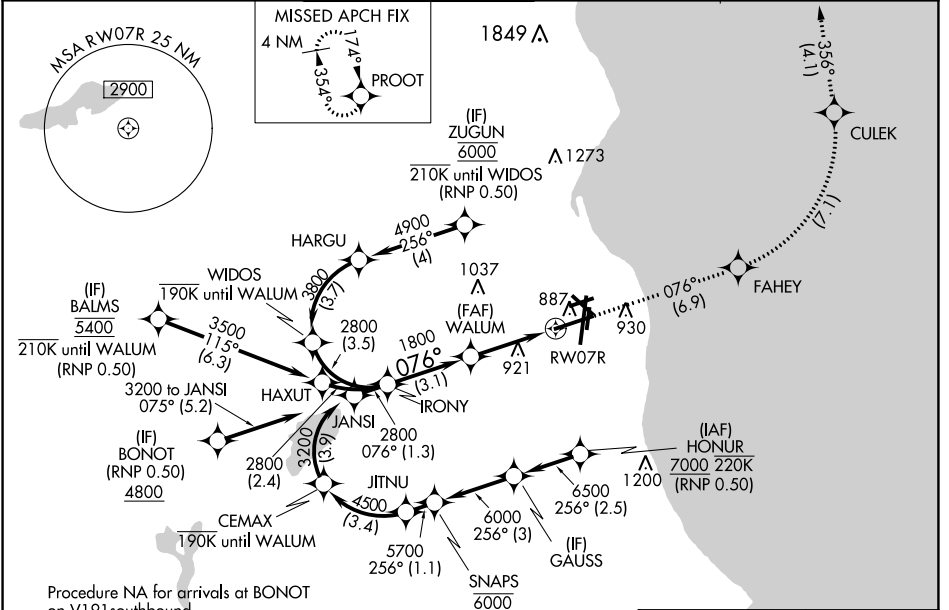 MSA RW07R 25 NM
2900
MISSED APCH FIX
4 NM
174°
354°
PROOT
1849
356°
(4.1)
CULEK
(IF)
ZUGUN
6000
210K until WIDOS
(RNP 0.50)
1273
(7.1)
4900
256°
(4)
HARGU
3800
(3.7)
WIDOS
190K until WALUM
1037
(FAF)
WALUM
887
930
076°
(6.9)
FAHEY
(IF)
BALMS
5400
210K until WALUM
(RNP 0.50)
3500
115°
(6.3)
2800
(3.5)
1800
076°
(3.1)
921
RW07R
3200 to JANSI
075° (5.2)
HAXUT
JANSI
IRONY
(IF)
BONOT
(RNP 0.50)
4800
2800
(2.4)
3200
(3.9)
2800
076° (1.3)
(IAF)
HONUR
7000 220K
(RNP 0.50)
1200
JITNU
4500
(3.4)
6500
256° (2.5)
CEMAX
190K until WALUM
6000
256° (3)
(IF)
GAUSS
5700
256° (1.1)
SNAPS
6000
Procedure NA for arrivals at BONOT
on V191southbound